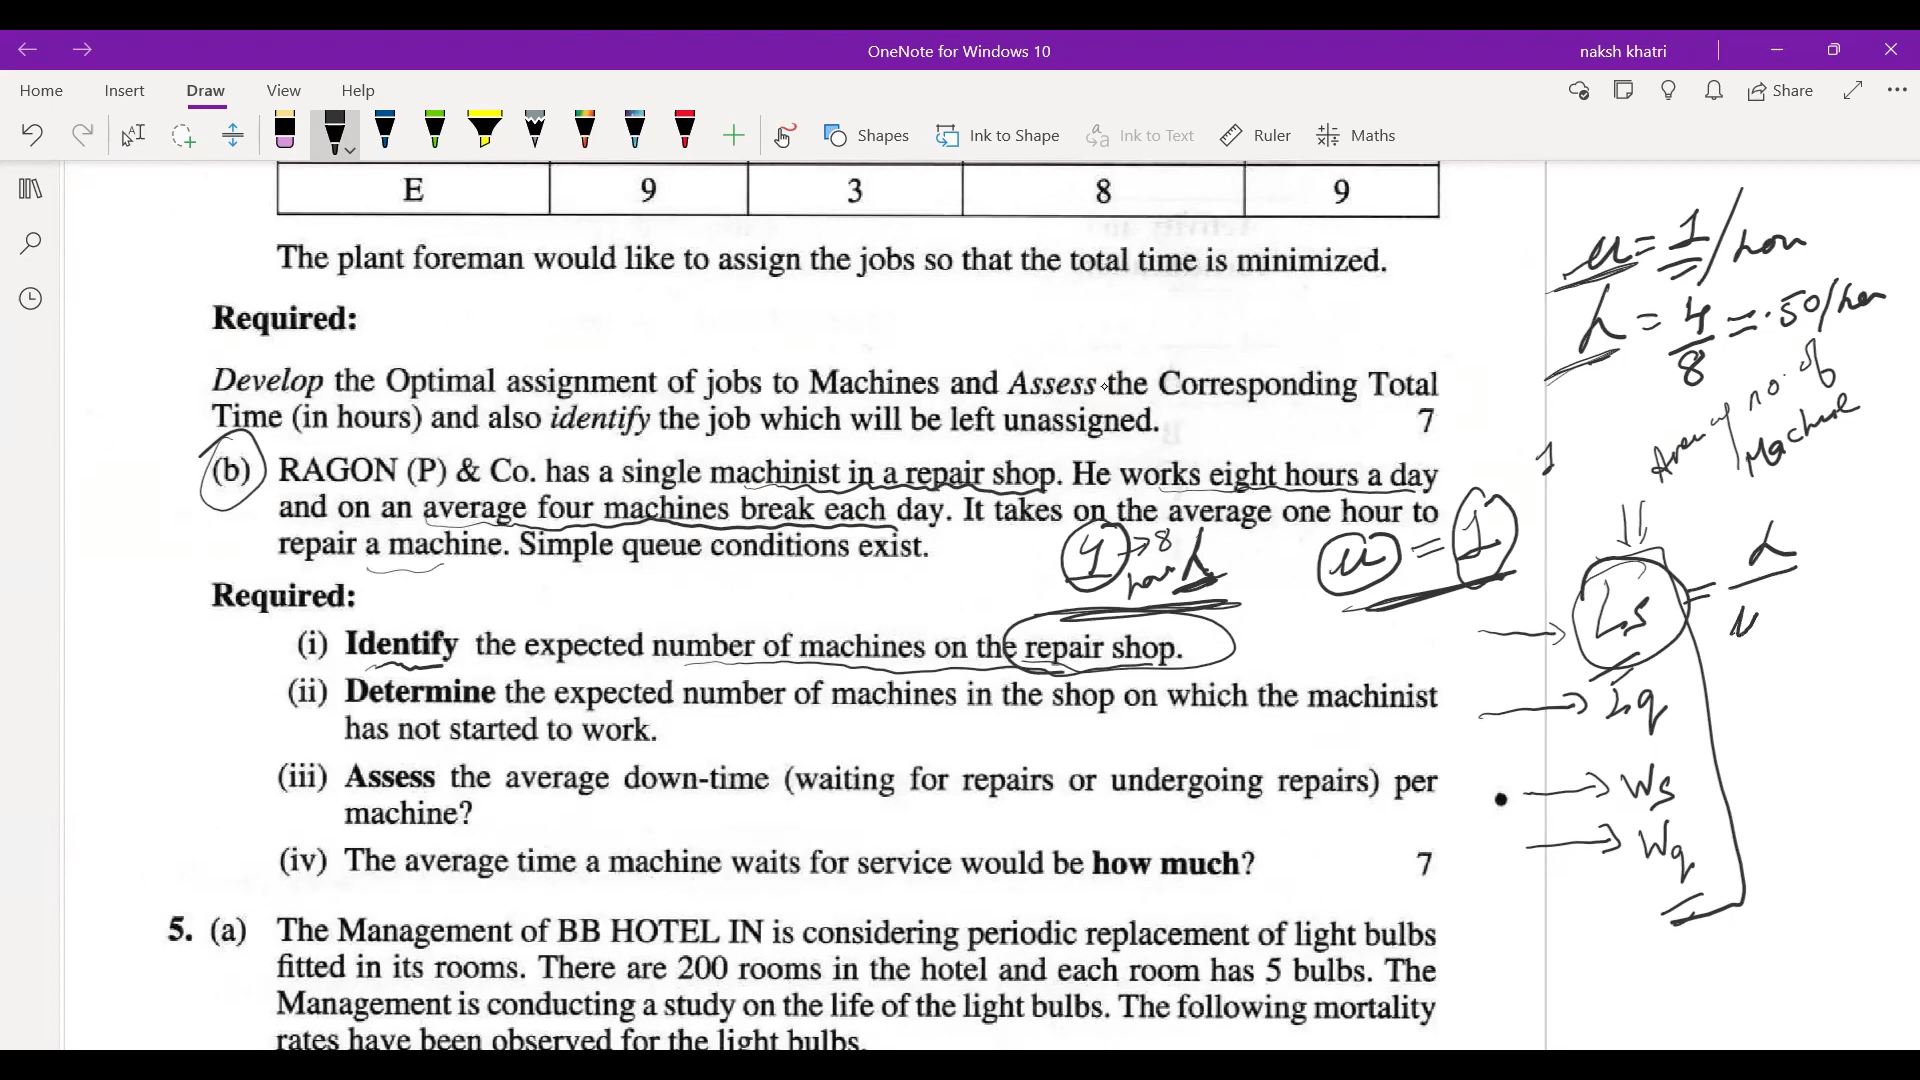 OneNote for Windows 10
naksh khatri
Home Insert Draw View Help
Share
Shapes Ink to Shape Ink to Text Ruler Maths
E 9 3 8 9
The plant foreman would like to assign the jobs so that the total time is minimized.
Required:
Develop the Optimal assignment of jobs to Machines and Assess the Corresponding Total
Time (in hours) and also identify the job which will be left unassigned. 7
(b) RAGON (P) & Co. has a single machinist in a repair shop. He works eight hours a day
and on an average four machines break each day. It takes on the average one hour to
repair a machine. Simple queue conditions exist.
Required:
(i) Identify the expected number of machines on the repair shop.
(ii) Determine the expected number of machines in the shop on which the machinist
has not started to work.
(iii) Assess the average down-time (waiting for repairs or undergoing repairs) per
machine?
(iv) The average time a machine waits for service would be how much? 7
5. (a) The Management of BB HOTEL IN is considering periodic replacement of light bulbs
fitted in its rooms. There are 200 rooms in the hotel and each room has 5 bulbs. The
Management is conducting a study on the life of the light bulbs. The following mortality
rates have been observed for the light bulbs.
4 → 8
u = 1
u = 1/
= 4/8 = .50/
no. of
Machine
1
Ls =
Lq
Ws
Wq